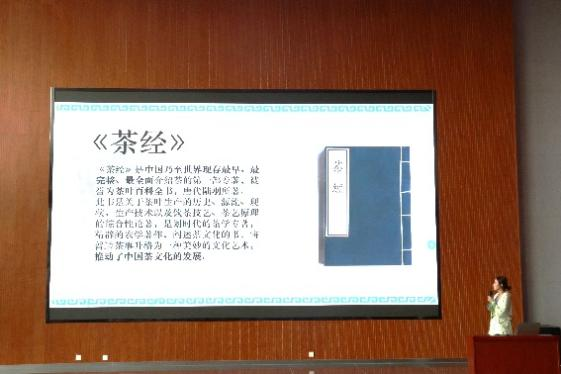 《茶经》
《茶经》是中国乃至世界现存最早、最
完整、最全面介绍茶的第一部专著，被
誉为茶叶百科全书，唐代陆羽所著。
此书是关于茶叶生产的历史、源流、现
状、生产技术以及饮茶技艺、茶艺原理
的综合性论著，是划时代的茶学专著，
精辟的农学著作，阐述茶文化的书。将
普通茶事升格为一种美妙的文化艺术，
推动了中国茶文化的发展。
茶经